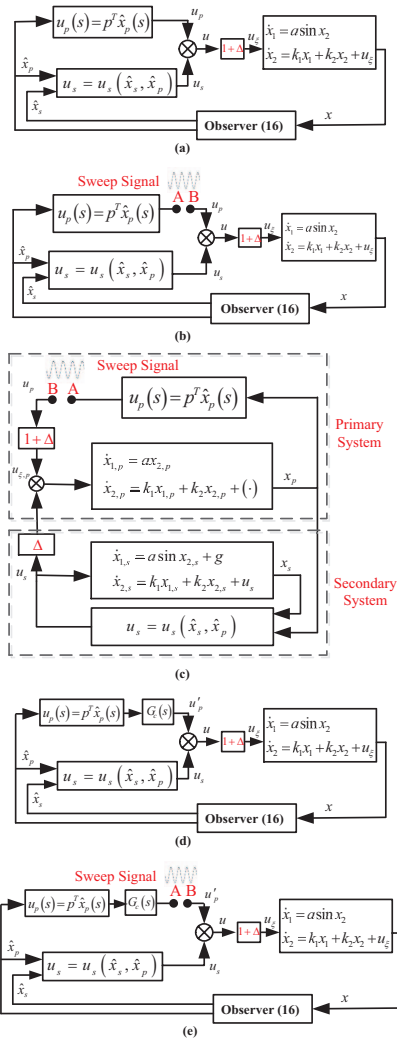 u_p(s) = p^T x̂_p(s)
u_p
x̂_p
u
1+Δ
u_ξ
ẋ_1 = a sin x_2
ẋ_2 = k_1x_1 + k_2x_2 + u_ξ
u_s = u_s(x̂_s, x̂_p)
u_s
x̂_s
x
Observer (16)
(a)
Sweep Signal
A B
u_p(s) = p^T x̂_p(s)
u_p
x̂_p
u
1+Δ
u_ξ
ẋ_1 = a sin x_2
ẋ_2 = k_1x_1 + k_2x_2 + u_ξ
u_s = u_s(x̂_s, x̂_p)
u_s
x̂_s
x
Observer (16)
(b)
Sweep Signal
u_p
B A
u_p(s) = p^T x̂_p(s)
Primary
System
1+Δ
u_ξ,p
ẋ_1,p = ax_2,p
ẋ_2,p = k_1x_1,p + k_2x_2,p + (·)
x_p
Δ
u_s
ẋ_1,s = a sin x_2,s + g
ẋ_2,s = k_1x_1,s + k_2x_2,s + u_s
x_s
Secondary
System
u_s = u_s(x̂_s, x̂_p)
(c)
u_p(s) = p^T x̂_p(s)
G_c(s)
u'_p
x̂_p
u
1+Δ
u_ξ
ẋ_1 = a sin x_2
ẋ_2 = k_1x_1 + k_2x_2 + u_ξ
u_s = u_s(x̂_s, x̂_p)
u_s
x̂_s
x
Observer (16)
(d)
Sweep Signal
A B
u_p(s) = p^T x̂_p(s)
G_c(s)
u'_p
x̂_p
u
1+Δ
u_ξ
ẋ_1 = a sin x_2
ẋ_2 = k_1x_1 + k_2x_2 + u_ξ
u_s = u_s(x̂_s, x̂_p)
u_s
x̂_s
x
Observer (16)
(e)